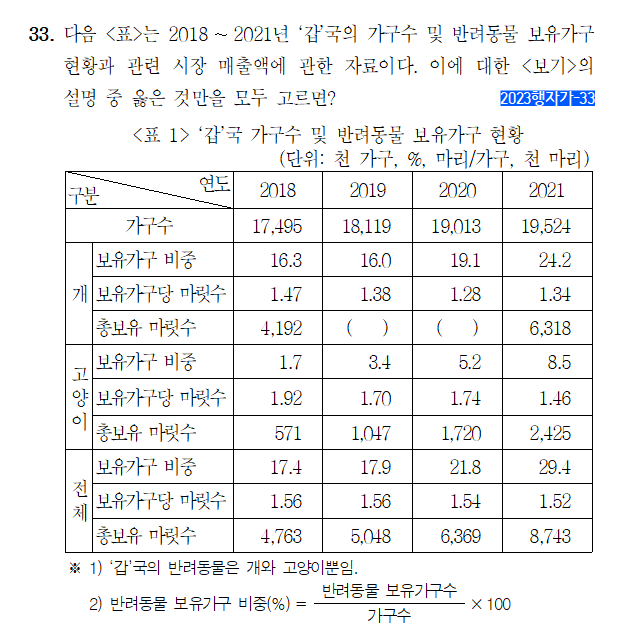 33. 다음 <표>는 2018 ~ 2021년 ‘갑’국의 가구수 및 반려동물 보유가구
현황과 관련 시장 매출액에 관한 자료이다. 이에 대한 <보기>의
설명 중 옳은 것만을 모두 고르면?
2023행자가-33
<표 1> ‘갑’국 가구수 및 반려동물 보유가구 현황
(단위: 천 가구, %, 마리/가구, 천 마리)
구분 연도 2018 2019 2020 2021
가구수 17,495 18,119 19,013 19,524
개 보유가구 비중 16.3 16.0 19.1 24.2
보유가구당 마릿수 1.47 1.38 1.28 1.34
총보유 마릿수 4,192 ( ) ( ) 6,318
고양이 보유가구 비중 1.7 3.4 5.2 8.5
보유가구당 마릿수 1.92 1.70 1.74 1.46
총보유 마릿수 571 1,047 1,720 2,425
전체 보유가구 비중 17.4 17.9 21.8 29.4
보유가구당 마릿수 1.56 1.56 1.54 1.52
총보유 마릿수 4,763 5,048 6,369 8,743
※ 1) ‘갑’국의 반려동물은 개와 고양이뿐임.
2) 반려동물 보유가구 비중(%) = 반려동물 보유가구수 / 가구수 × 100